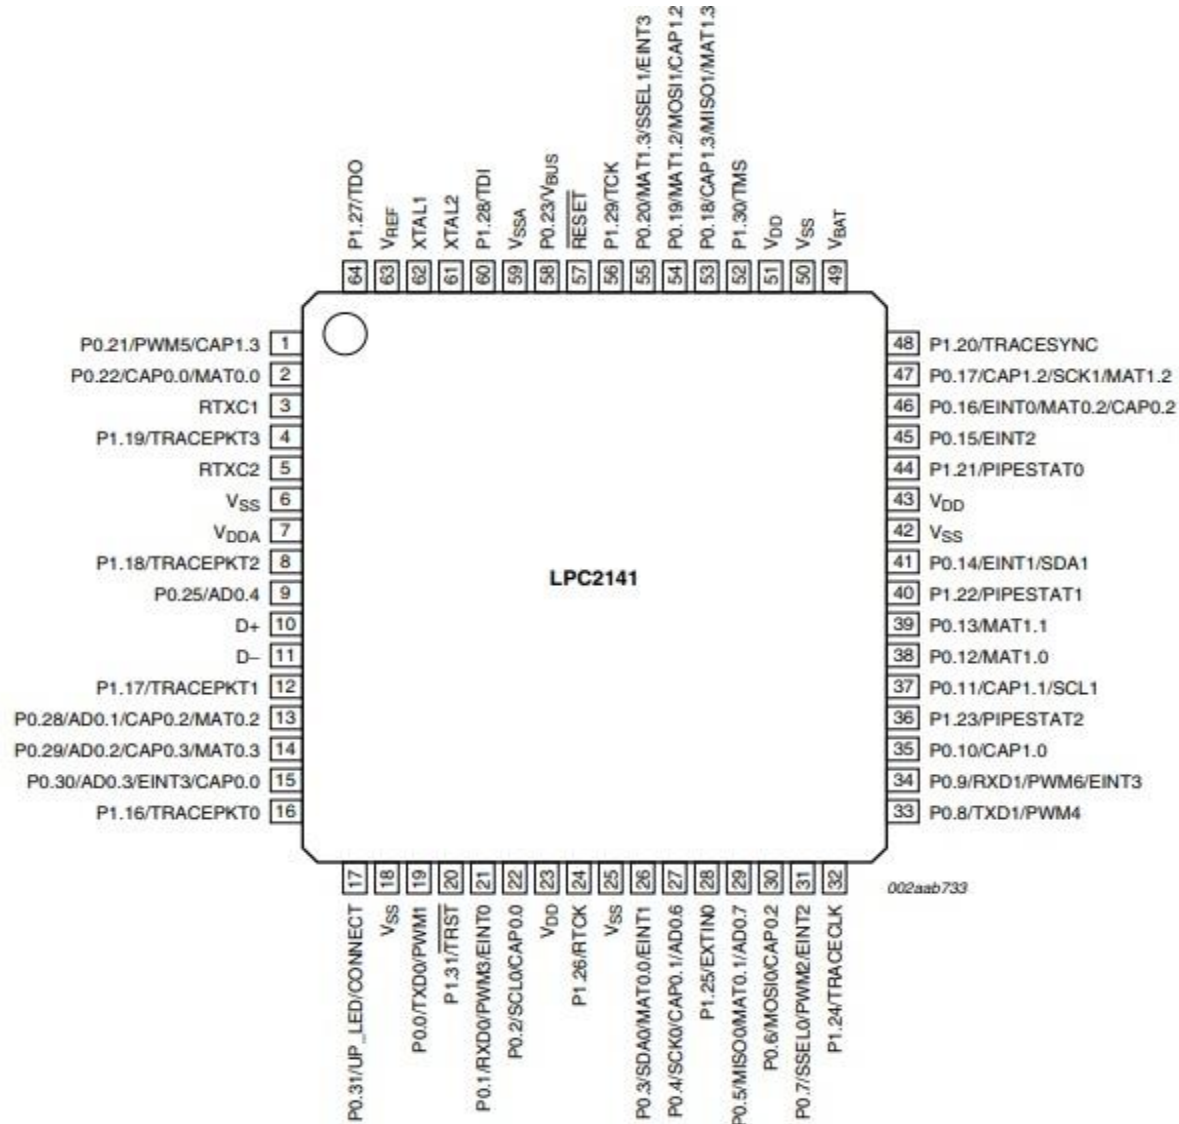 P1.27/TDO
VREF
XTAL1
XTAL2
P1.28/TDI
VSSA
P0.23/VBUS
RESET
P1.29/TCK
P0.20/MAT1.3/SSEL1/EINT3
P0.19/MAT1.2/MOSI1/CAP1.2
P0.18/CAP1.3/MISO1/MAT1.3
P1.30/TMS
VDD
VSS
VBAT
64 63 62 61 60 59 58 57 56 55 54 53 52 51 50 49
P0.21/PWM5/CAP1.3 1
P0.22/CAP0.0/MAT0.0 2
RTXC1 3
P1.19/TRACEPKT3 4
RTXC2 5
VSS 6
VDDA 7
P1.18/TRACEPKT2 8
P0.25/AD0.4 9
D+ 10
D− 11
P1.17/TRACEPKT1 12
P0.28/AD0.1/CAP0.2/MAT0.2 13
P0.29/AD0.2/CAP0.3/MAT0.3 14
P0.30/AD0.3/EINT3/CAP0.0 15
P1.16/TRACEPKT0 16
LPC2141
48 P1.20/TRACESYNC
47 P0.17/CAP1.2/SCK1/MAT1.2
46 P0.16/EINT0/MAT0.2/CAP0.2
45 P0.15/EINT2
44 P1.21/PIPESTAT0
43 VDD
42 VSS
41 P0.14/EINT1/SDA1
40 P1.22/PIPESTAT1
39 P0.13/MAT1.1
38 P0.12/MAT1.0
37 P0.11/CAP1.1/SCL1
36 P1.23/PIPESTAT2
35 P0.10/CAP1.0
34 P0.9/RXD1/PWM6/EINT3
33 P0.8/TXD1/PWM4
17 18 19 20 21 22 23 24 25 26 27 28 29 30 31 32
P0.31/UP_LED/CONNECT
VSS
P0.0/TXD0/PWM1
P1.31/TRST
P0.1/RXD0/PWM3/EINT0
P0.2/SCL0/CAP0.0
VDD
P1.26/RTCK
VSS
P0.3/SDA0/MAT0.0/EINT1
P0.4/SCK0/CAP0.1/AD0.6
P1.25/EXTIN0
P0.5/MISO0/MAT0.1/AD0.7
P0.6/MOSI0/CAP0.2
P0.7/SSEL0/PWM2/EINT2
P1.24/TRACECLK
002aab733